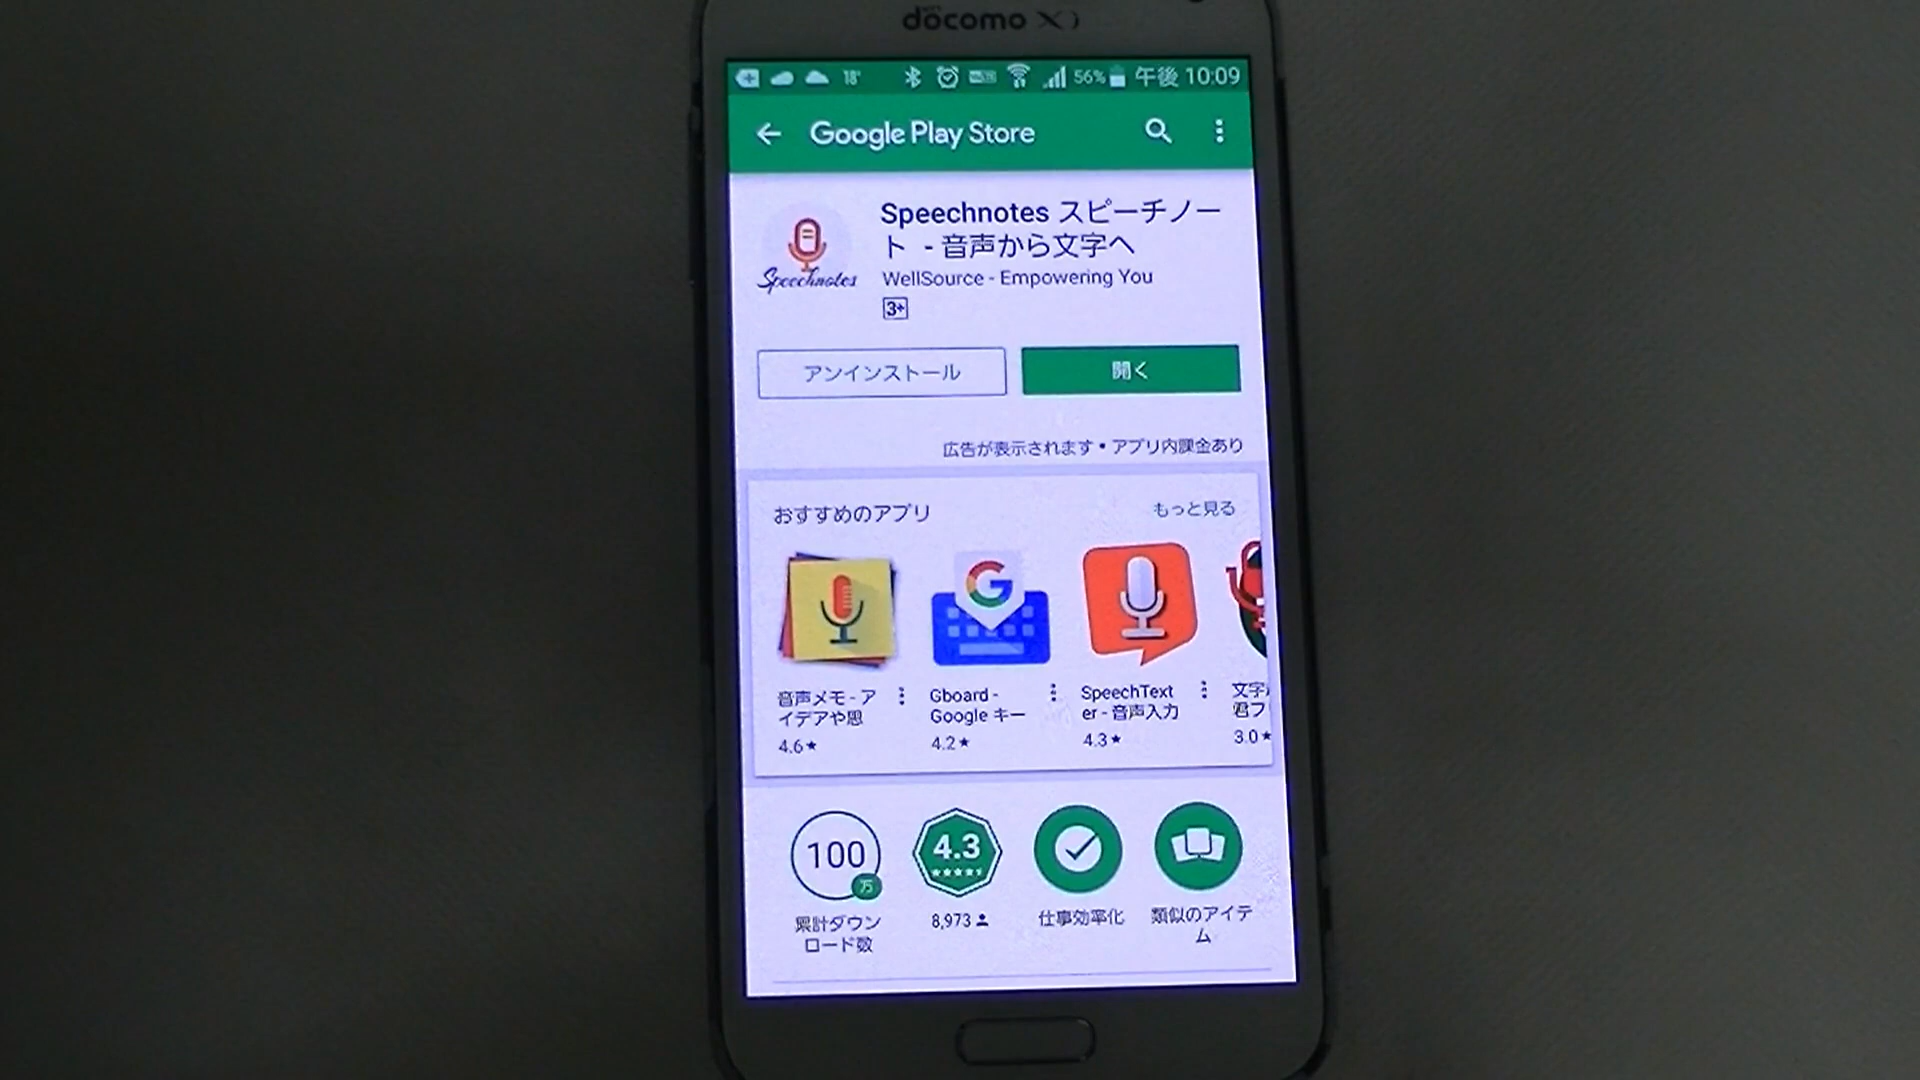 docomo Xi
18°
56%
午後 10:09
Google Play Store
Speechnotes スピーチノー
ト - 音声から文字へ
WellSource - Empowering You
3+
Speechnotes
アンインストール
開く
広告が表示されます • アプリ内課金あり
おすすめのアプリ
もっと見る
音声メモ - ア
イデアや思
4.6★
Gboard -
Google キー
4.2★
SpeechText
er - 音声入力
4.3★
文字
君フ
3.0★
100
万
累計ダウン
ロード数
4.3
8,973
仕事効率化
類似のアイテ
ム